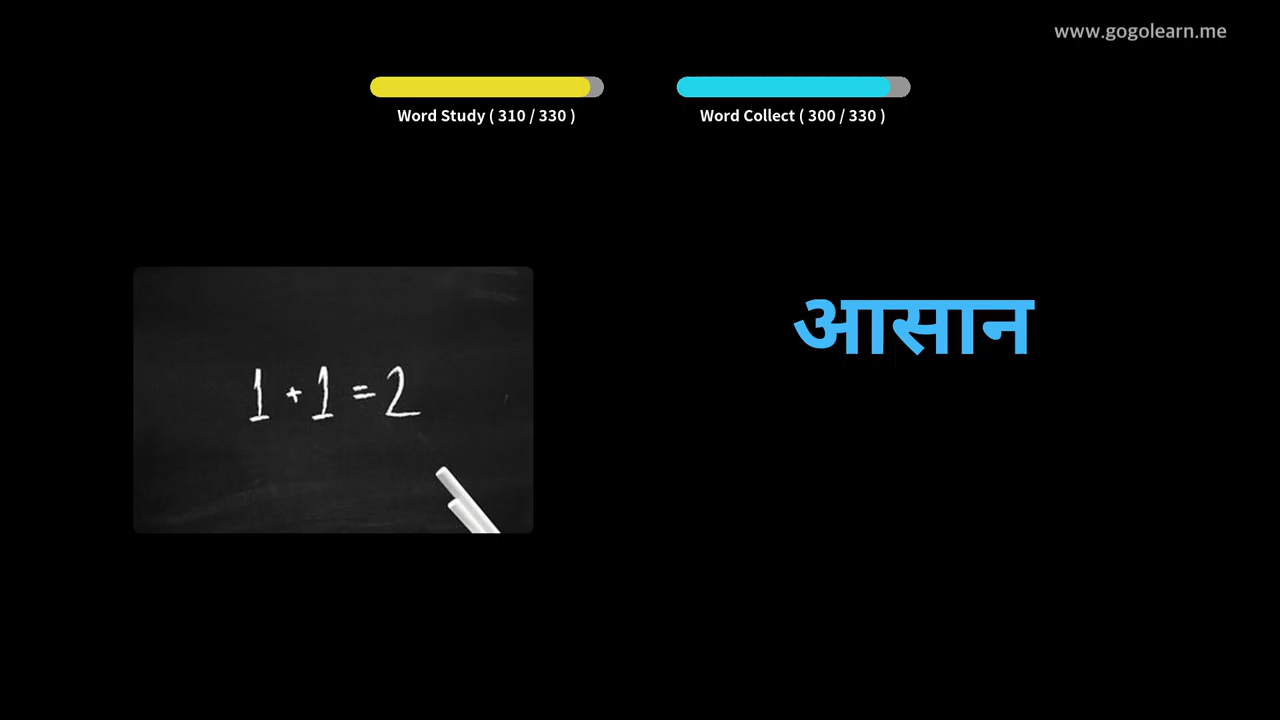 www.gogolearn.me
Word Study ( 310 / 330 )
Word Collect ( 300 / 330 )
1 + 1 = 2
आसान